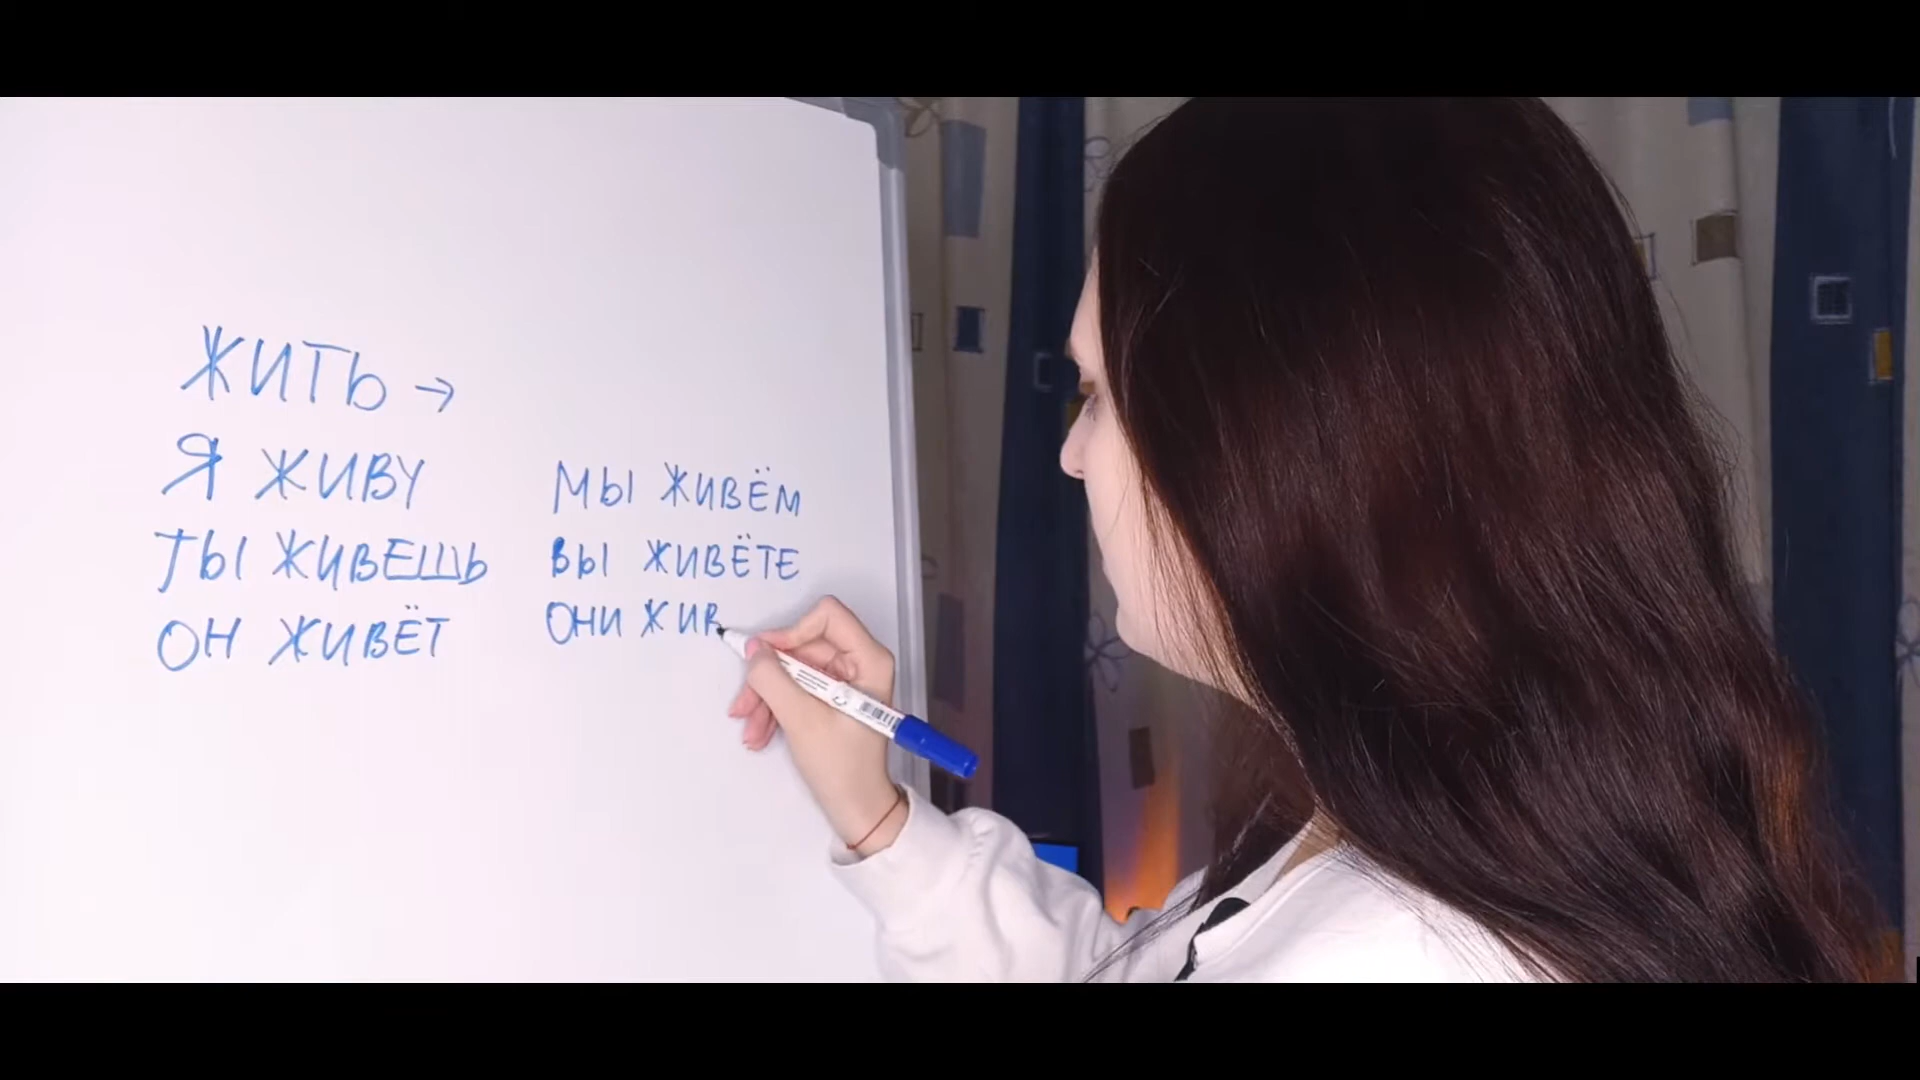 ЖИТЬ →
Я ЖИВУ
ТЫ ЖИВЕШЬ
ОН ЖИВЁТ
МЫ ЖИВЁМ
ВЫ ЖИВЁТЕ
ОНИ ЖИВ